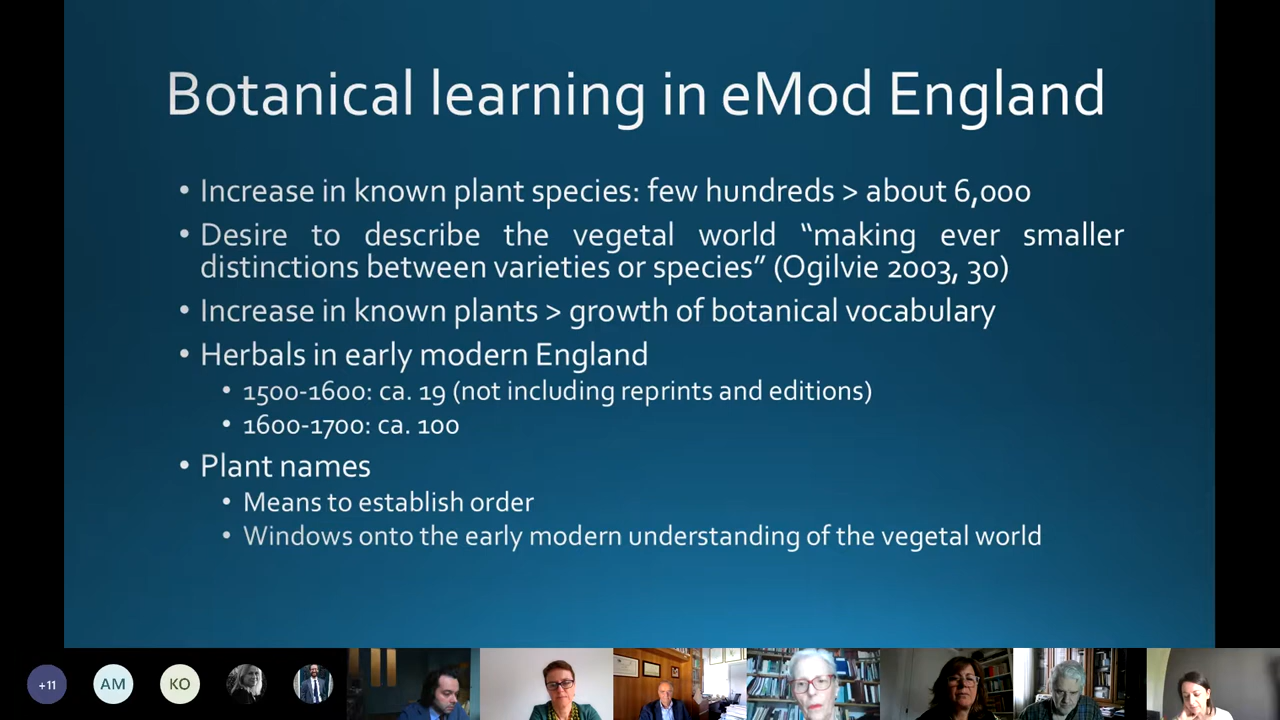 Botanical learning in eMod England
• Increase in known plant species: few hundreds > about 6,000
• Desire to describe the vegetal world “making ever smaller
distinctions between varieties or species” (Ogilvie 2003, 30)
• Increase in known plants > growth of botanical vocabulary
• Herbals in early modern England
• 1500-1600: ca. 19 (not including reprints and editions)
• 1600-1700: ca. 100
• Plant names
• Means to establish order
• Windows onto the early modern understanding of the vegetal world
+11
AM
KO